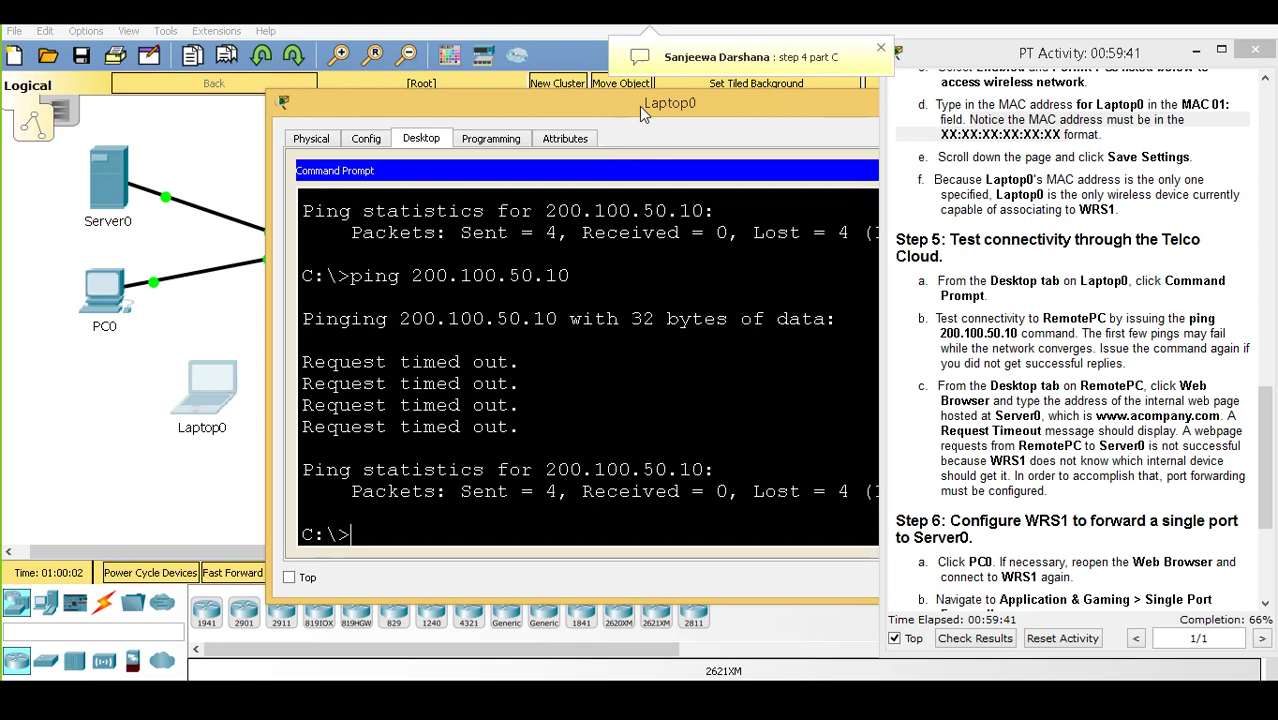 File Edit Options View Tools Extensions Help
Sanjeewa Darshana : step 4 part C
PT Activity: 00:59:41
Logical
Back
[Root]
New Cluster
Move Object
Set Tiled Background
Laptop0
Physical
Config
Desktop
Programming
Attributes
Command Prompt
Ping statistics for 200.100.50.10:
Packets: Sent = 4, Received = 0, Lost = 4
C:\>ping 200.100.50.10
Pinging 200.100.50.10 with 32 bytes of data:
Request timed out.
Request timed out.
Request timed out.
Request timed out.
Ping statistics for 200.100.50.10:
Packets: Sent = 4, Received = 0, Lost = 4
C:\>
Top
Server0
PC0
Laptop0
access wireless network.
d. Type in the MAC address for Laptop0 in the MAC 01:
field. Notice the MAC address must be in the
XX:XX:XX:XX:XX:XX format.
e. Scroll down the page and click Save Settings.
f. Because Laptop0's MAC address is the only one
specified, Laptop0 is the only wireless device currently
capable of associating to WRS1.
Step 5: Test connectivity through the Telco
Cloud.
a. From the Desktop tab on Laptop0, click Command
Prompt.
b. Test connectivity to RemotePC by issuing the ping
200.100.50.10 command. The first few pings may fail
while the network converges. Issue the command again if
you did not get successful replies.
c. From the Desktop tab on RemotePC, click Web
Browser and type the address of the internal web page
hosted at Server0, which is www.acompany.com. A
Request Timeout message should display. A webpage
requests from RemotePC to Server0 is not successful
because WRS1 does not know which internal device
should get it. In order to accomplish that, port forwarding
must be configured.
Step 6: Configure WRS1 to forward a single port
to Server0.
a. Click PC0. If necessary, reopen the Web Browser and
connect to WRS1 again.
b. Navigate to Application & Gaming > Single Port
Time Elapsed: 00:59:41
Completion: 66%
Top
Check Results
Reset Activity
<
1/1
>
Time: 01:00:02
Power Cycle Devices
Fast Forward
1941 2901 2911 819IOX 819HGW 829 1240 4321 Generic Generic 1841 2620XM 2621XM 2811
2621XM